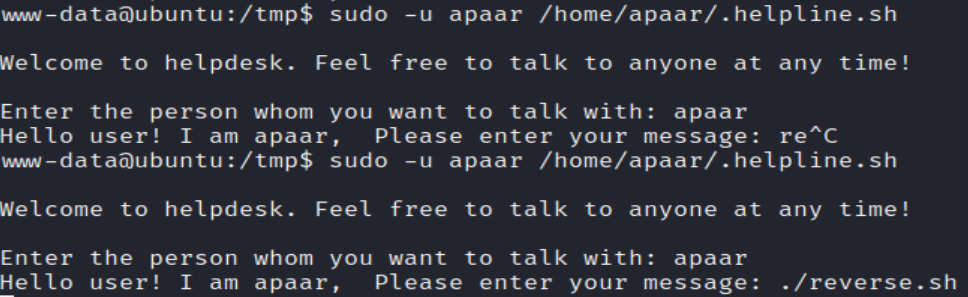 www-data@ubuntu:/tmp$ sudo -u apaar /home/apaar/.helpline.sh
Welcome to helpdesk. Feel free to talk to anyone at any time!
Enter the person whom you want to talk with: apaar
Hello user! I am apaar,  Please enter your message: re^C
www-data@ubuntu:/tmp$ sudo -u apaar /home/apaar/.helpline.sh
Welcome to helpdesk. Feel free to talk to anyone at any time!
Enter the person whom you want to talk with: apaar
Hello user! I am apaar,  Please enter your message: ./reverse.sh